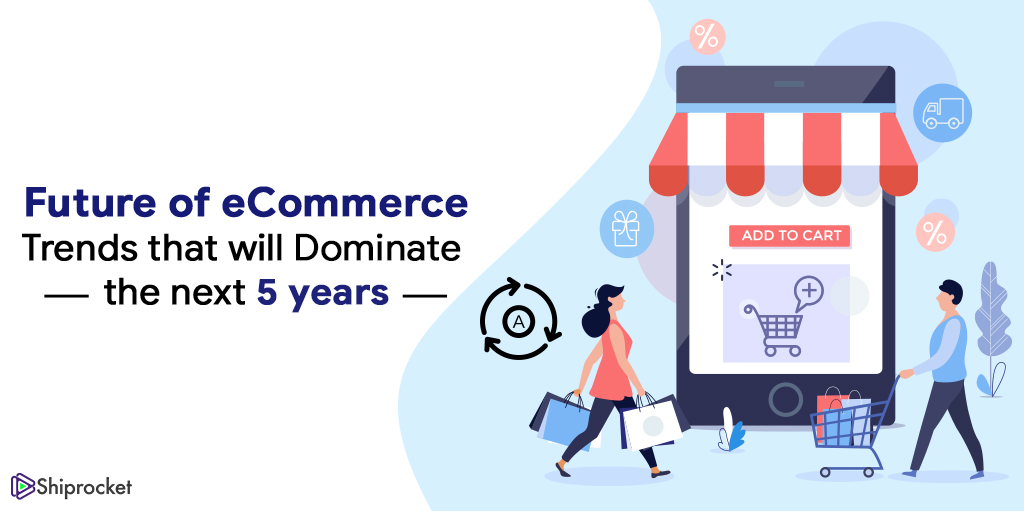 Future of eCommerce
Trends that will Dominate
the next 5 years
A
ADD TO CART
%
%
Shiprocket